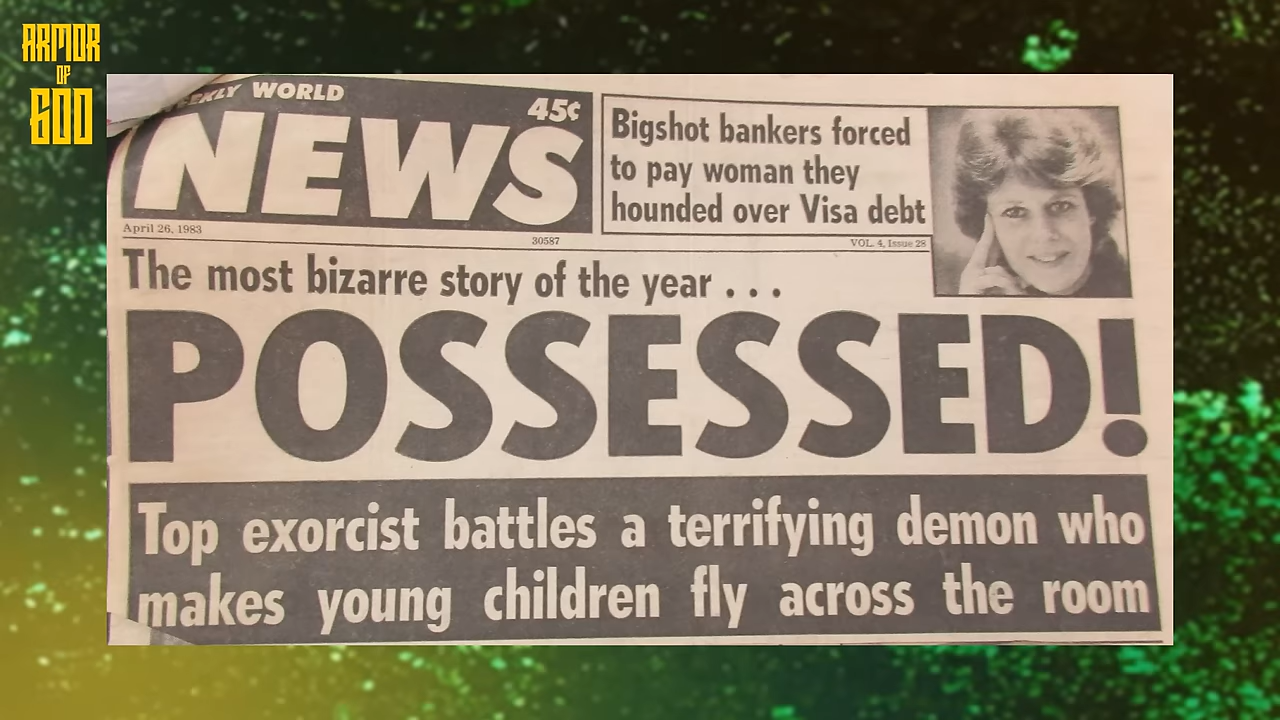 ARMOR
OF
GOD
WEEKLY WORLD
NEWS
45¢
Bigshot bankers forced
to pay woman they
hounded over Visa debt
April 26, 1983
30587
VOL. 4, Issue 28
The most bizarre story of the year . . .
POSSESSED!
Top exorcist battles a terrifying demon who
makes young children fly across the room